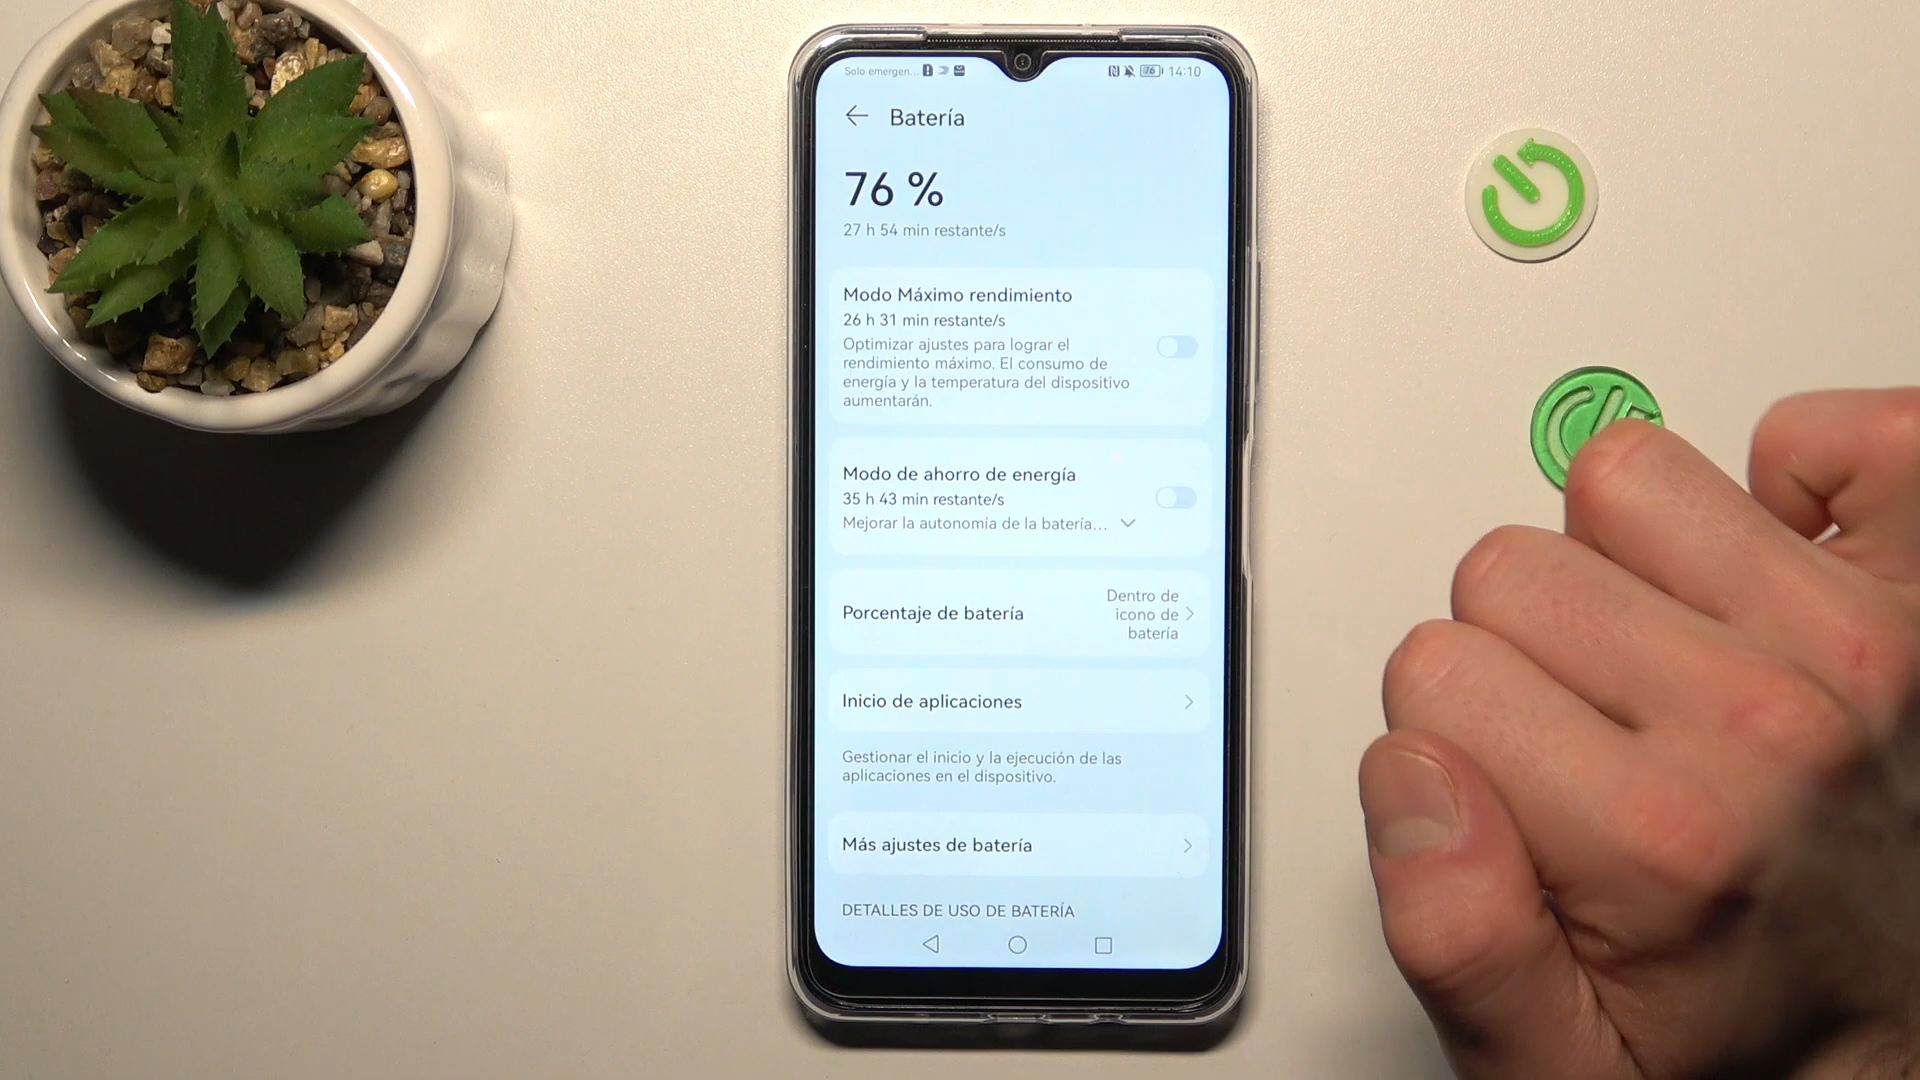 Solo emergen... 76 14:10
Batería
76 %
27 h 54 min restante/s
Modo Máximo rendimiento
26 h 31 min restante/s
Optimizar ajustes para lograr el
rendimiento máximo. El consumo de
energía y la temperatura del dispositivo
aumentarán.
Modo de ahorro de energía
35 h 43 min restante/s
Mejorar la autonomía de la batería...
Porcentaje de batería
Dentro de
icono de
batería
Inicio de aplicaciones
Gestionar el inicio y la ejecución de las
aplicaciones en el dispositivo.
Más ajustes de batería
DETALLES DE USO DE BATERÍA